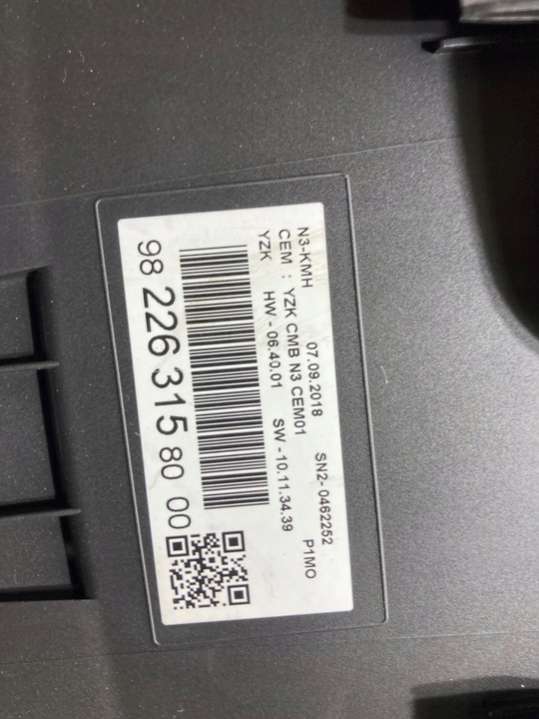 N3-KMH 07.09.2018 SN2- 0462252
CEM : YZK CMB N3 CEM01 P1MO
YZK HW - 06.40.01 SW -10.11.34.39
98 226 315 80 00